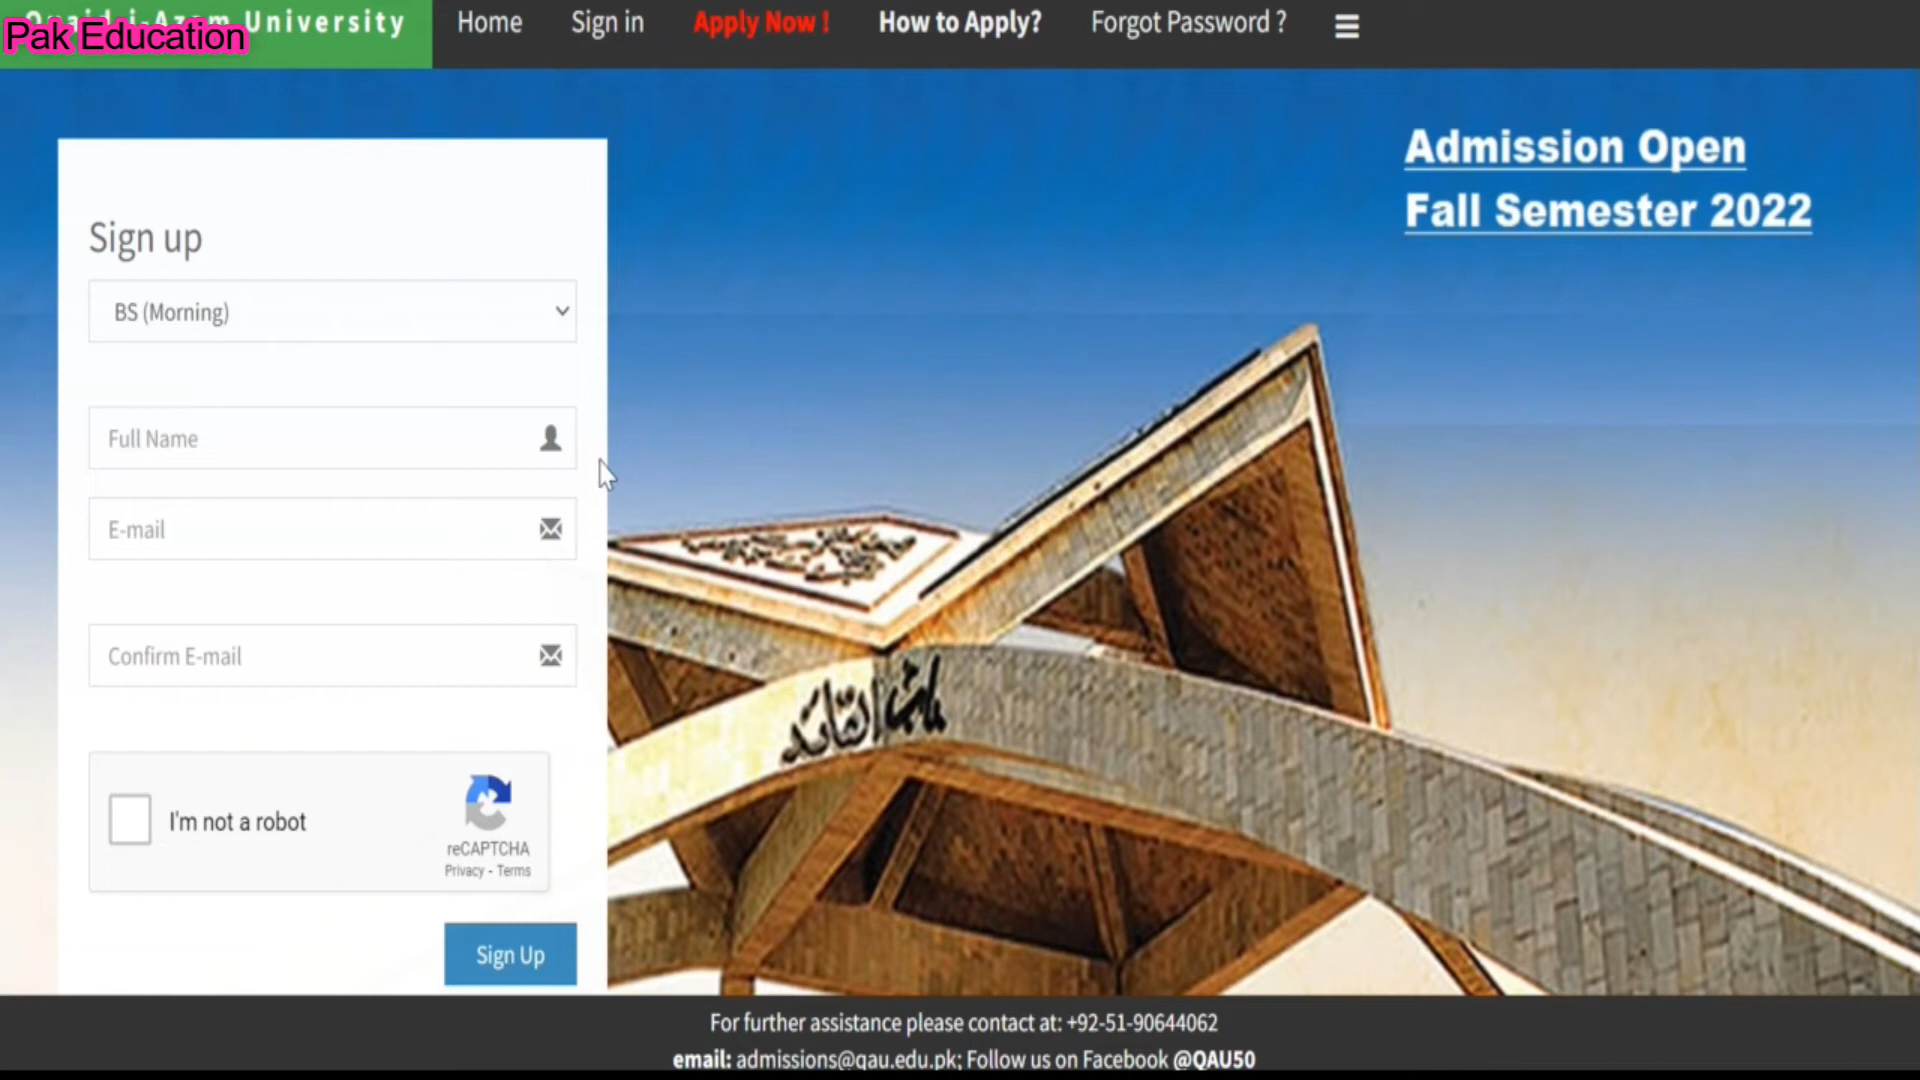 Pak Education
University
Home
Sign in
Apply Now !
How to Apply?
Forgot Password ?
Admission Open
Fall Semester 2022
Sign up
BS (Morning)
Full Name
E-mail
Confirm E-mail
I'm not a robot
reCAPTCHA
Privacy - Terms
Sign Up
باب القائد
For further assistance please contact at: +92-51-90644062
email: admissions@qau.edu.pk; Follow us on Facebook @QAU50